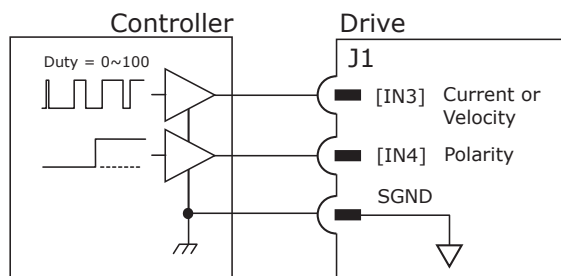 Controller
Drive
J1
Duty = 0~100
[IN3] Current or
Velocity
[IN4] Polarity
SGND